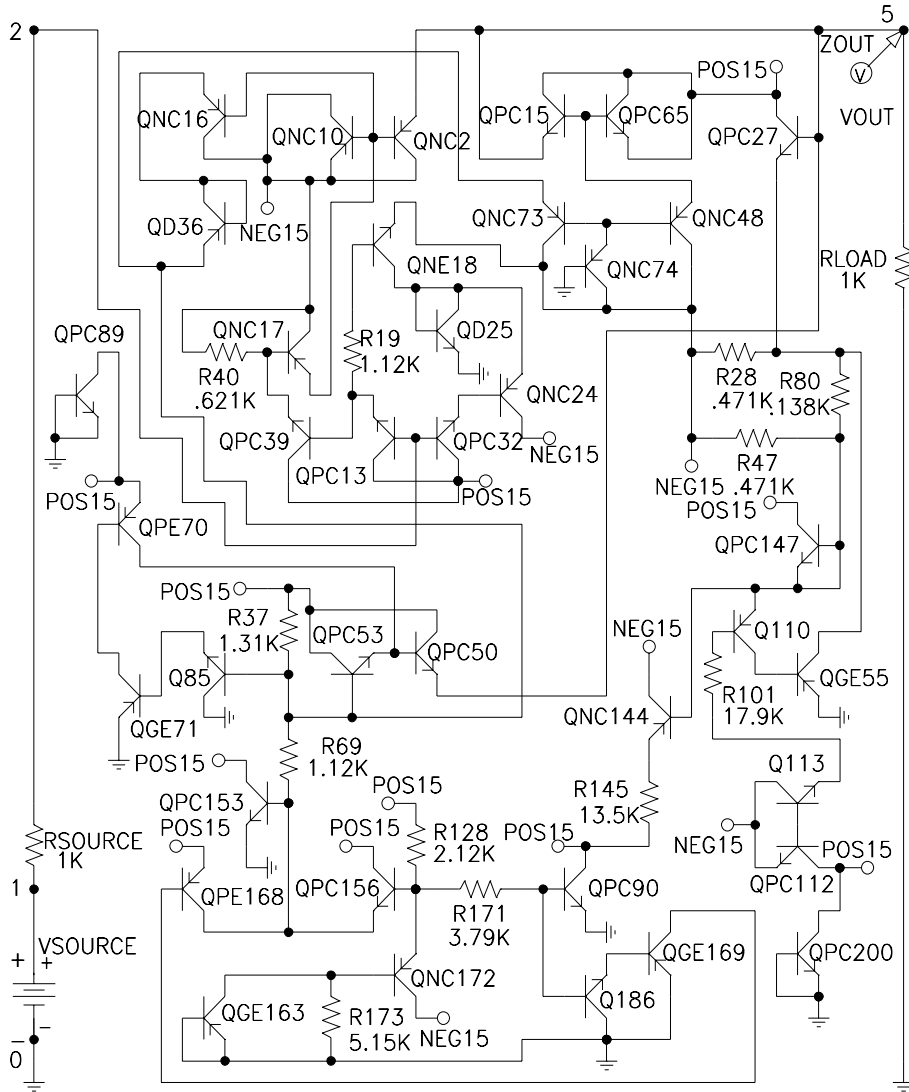 2
5
ZOUT
V
VOUT
POS15
QNC16
QNC10
QNC2
QPC15
QPC65
QPC27
QD36
NEG15
QNC73
QNC48
QNE18
QNC74
RLOAD
1K
QPC89
QNC17
R19
1.12K
QD25
R40
.621K
QNC24
R28
.471K
R80
.138K
QPC39
QPC13
QPC32
NEG15
R47
.471K
NEG15
POS15
POS15
POS15
QPE70
QPC147
POS15
R37
1.31K
QPC53
QPC50
NEG15
Q110
Q85
QGE71
QGE55
R101
17.9K
QNC144
R69
1.12K
POS15
Q113
QPC153
POS15
R145
13.5K
RSOURCE
1K
POS15
R128
2.12K
POS15
POS15
NEG15
POS15
1
QPE168
QPC156
QPC90
QPC112
R171
3.79K
VSOURCE
+
+
QNC172
QGE169
QPC200
QGE163
R173
5.15K
Q186
NEG15
−
−
0